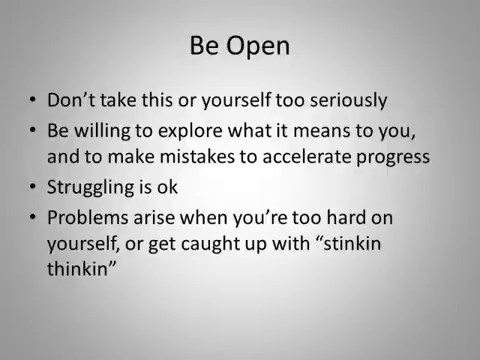 Be Open
• Don’t take this or yourself too seriously
• Be willing to explore what it means to you,
and to make mistakes to accelerate progress
• Struggling is ok
• Problems arise when you’re too hard on
yourself, or get caught up with “stinkin
thinkin”